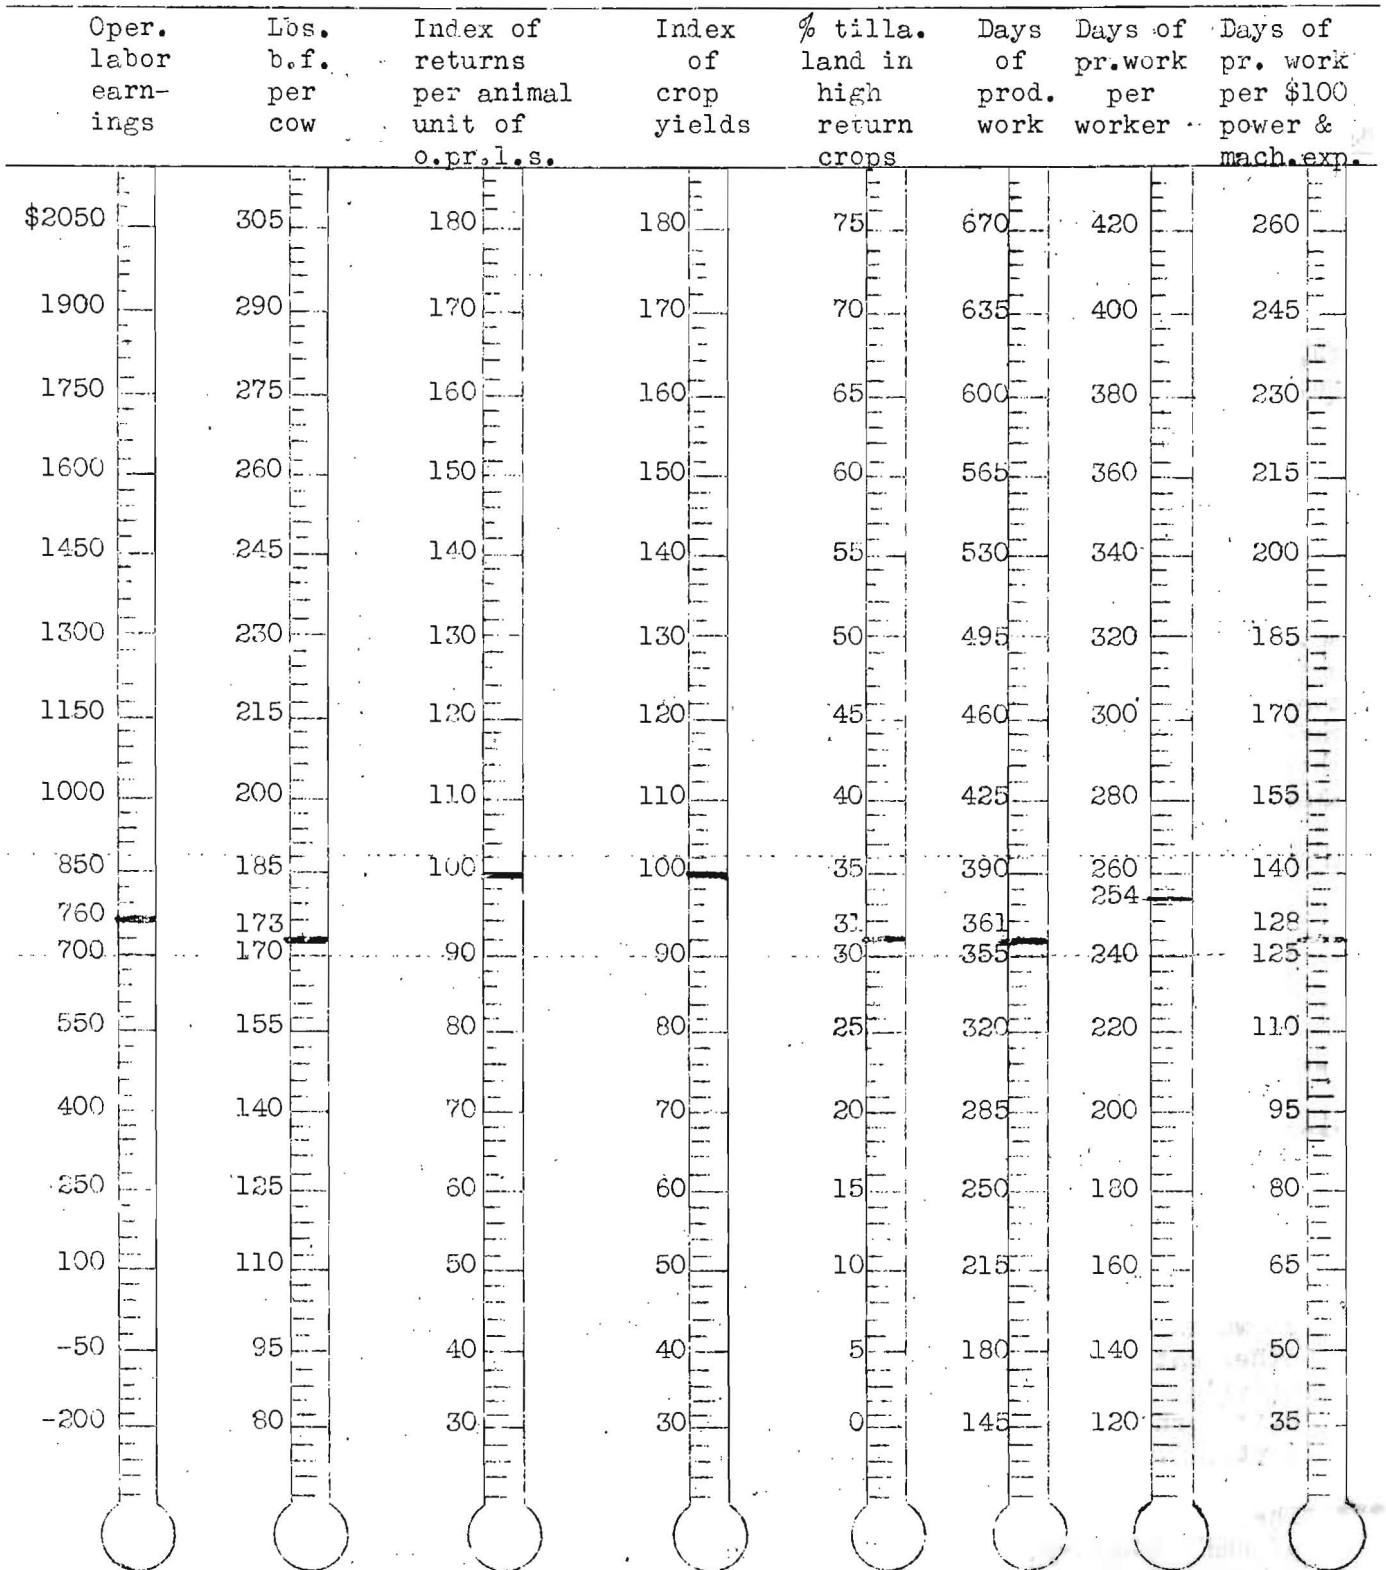 Oper. Lbs. Index of Index % tilla. Days Days of Days of
labor b.f. returns of land in of pr.work pr. work
earn- per per animal crop high prod. per per $100
ings cow unit of yields return work worker power &
o.pr.l.s. crops mach.exp.
$2050 305 180 180 75 670 420 260
1900 290 170 170 70 635 400 245
1750 275 160 160 65 600 380 230
1600 260 150 150 60 565 360 215
1450 245 140 140 55 530 340 200
1300 230 130 130 50 495 320 185
1150 215 120 120 45 460 300 170
1000 200 110 110 40 425 280 155
850 185 100 100 35 390 260 140
254
760 173 31 361 128
700 170 90 90 30 355 240 125
550 155 80 80 25 320 220 110
400 140 70 70 20 285 200 95
250 125 60 60 15 250 180 80
100 110 50 50 10 215 160 65
-50 95 40 40 5 180 140 50
-200 80 30 30 0 145 120 35